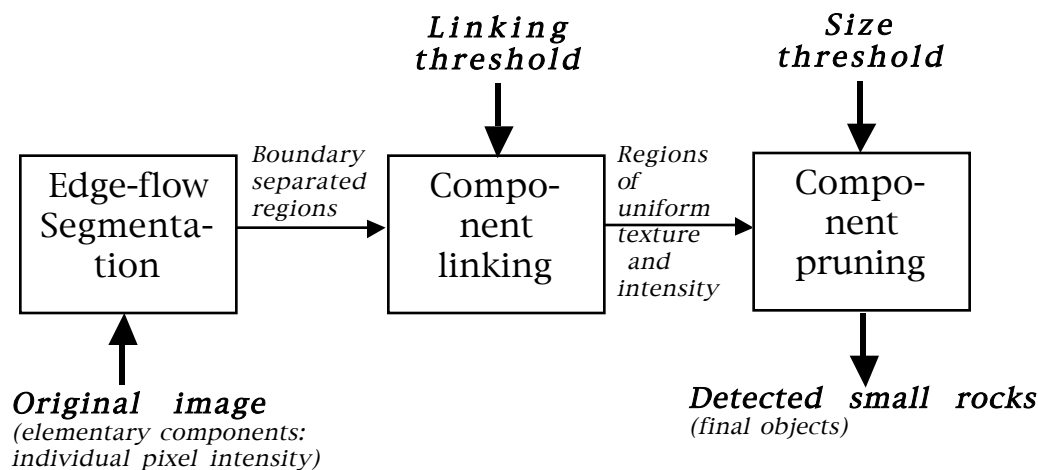 Linking
threshold
Size
threshold
Edge-flow
Segmenta-
tion
Boundary
separated
regions
Compo-
nent
linking
Regions
of
uniform
texture
and
intensity
Compo-
nent
pruning
Original image
(elementary components:
individual pixel intensity)
Detected small rocks
(final objects)